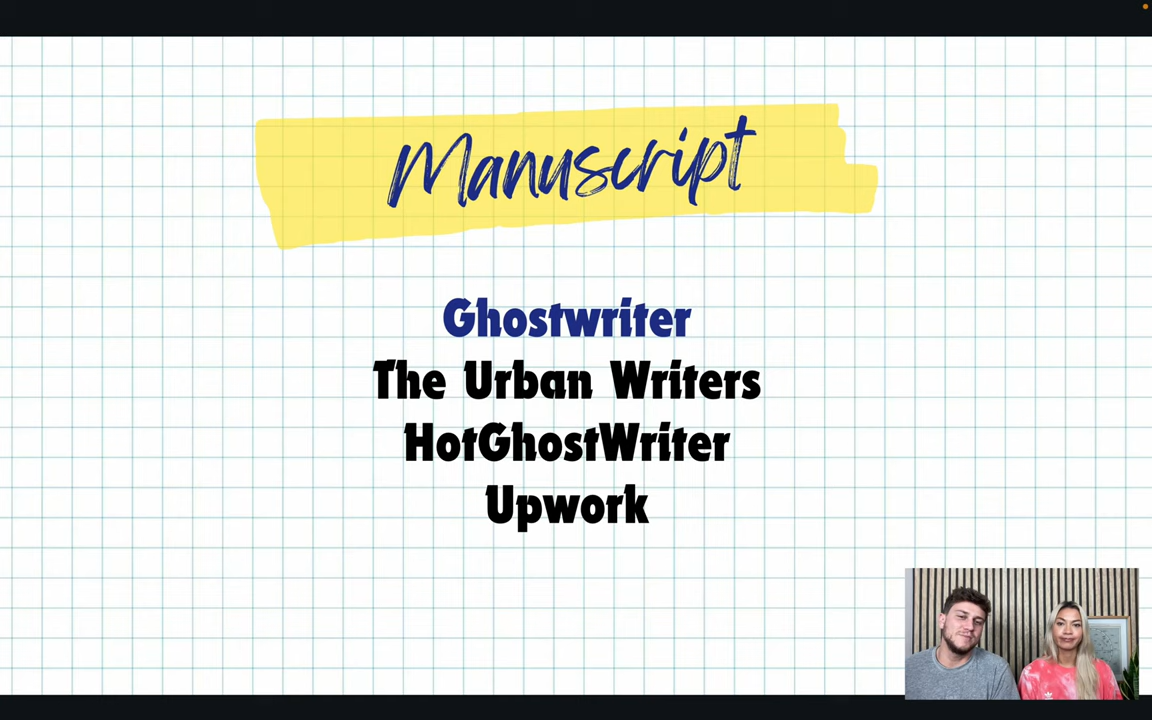 Manuscript
Ghostwriter
The Urban Writers
HotGhostWriter
Upwork